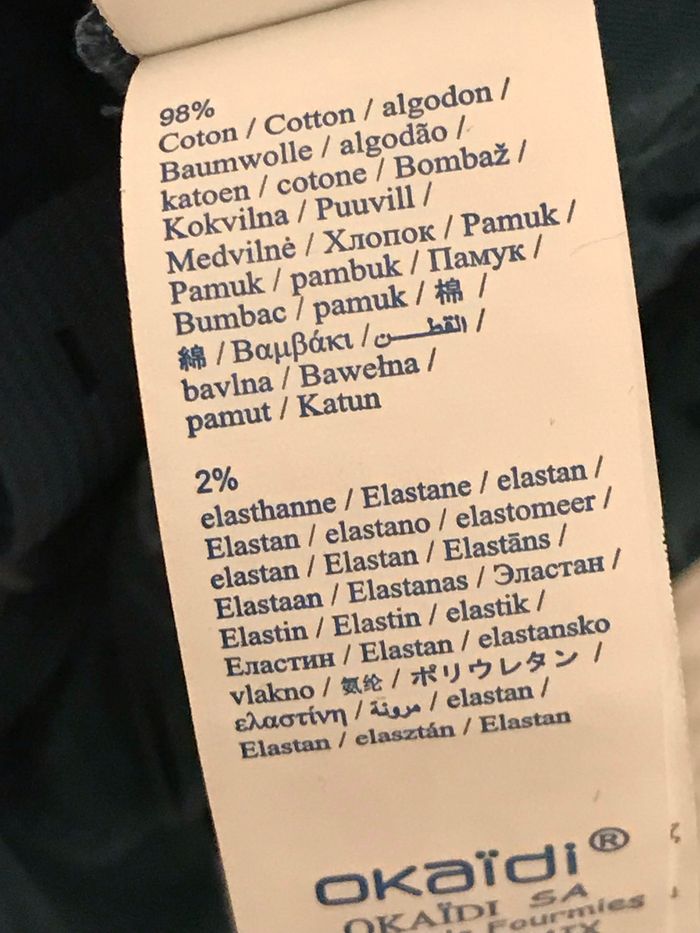 98%
Coton / Cotton / algodon /
Baumwolle / algodão /
katoen / cotone / Bombaž /
Kokvilna / Puuvill /
Medvilnė / Хлопок / Pamuk /
Pamuk / pambuk / Памук /
Bumbac / pamuk / 棉 /
綿 / Βαμβάκι / القطن /
bavlna / Bawełna /
pamut / Katun
2%
elasthanne / Elastane / elastan /
Elastan / elastano / elastomeer /
elastan / Elastan / Elastāns /
Elastaan / Elastanas / Эластан /
Elastin / Elastin / elastik /
Еластин / Elastan / elastansko
vlakno / 氨纶 / ポリウレタン /
ελαστίνη / مرونة / elastan /
Elastan / elasztán / Elastan
okaïdi®
OKAÏDI SA
Fourmies